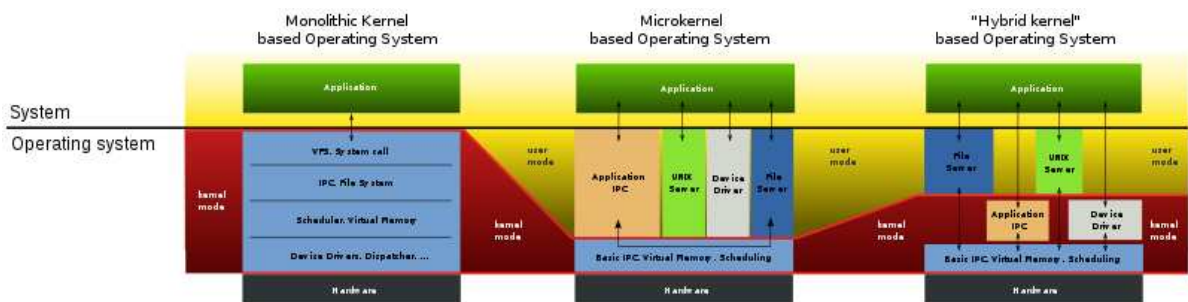 Monolithic Kernel
based Operating System
Microkernel
based Operating System
"Hybrid kernel"
based Operating System
Application
Application
Application
System
Operating system
kernel
mode
VFS, System call
IPC, File System
Scheduler, Virtual Memory
Device Drivers, Dispatcher, ...
Hardware
kernel
mode
user
mode
Application
IPC
UNIX
Server
Device
Driver
File
Server
Basic IPC, Virtual Memory, Scheduling
Hardware
user
mode
kernel
mode
File
Server
UNIX
Server
Application
IPC
Device
Driver
Basic IPC, Virtual Memory, Scheduling
Hardware
user
mode
kernel
mode